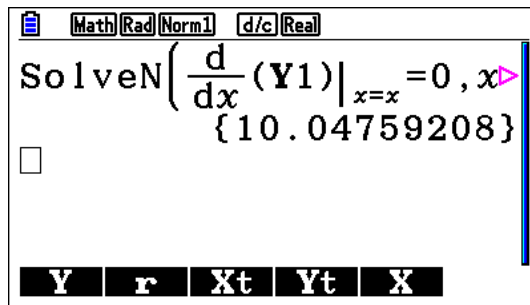 Math Rad Norm1 d/c Real
SolveN( d/dx (Y1)|x=x =0,x
{10.04759208}
Y r Xt Yt X